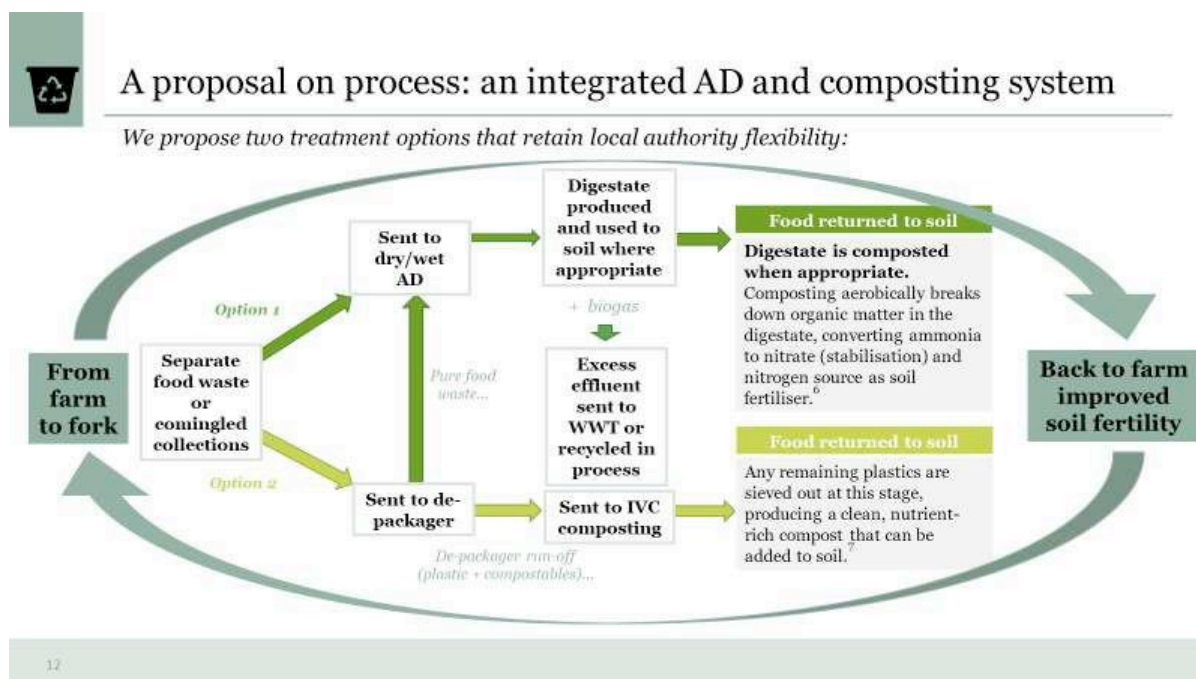 A proposal on process: an integrated AD and composting system
We propose two treatment options that retain local authority flexibility:
From
farm
to fork
Separate
food waste
or
comingled
collections
Option 1
Option 2
Sent to
dry/wet
AD
Pure food
waste...
Sent to de-
packager
De-packager run-off
(plastic + compostables)...
Digestate
produced
and used to
soil where
appropriate
+ biogas
Excess
effluent
sent to
WWT or
recycled in
process
Sent to IVC
composting
Food returned to soil
Digestate is composted
when appropriate.
Composting aerobically breaks
down organic matter in the
digestate, converting ammonia
to nitrate (stabilisation) and
nitrogen source as soil
fertiliser.6
Food returned to soil
Any remaining plastics are
sieved out at this stage,
producing a clean, nutrient-
rich compost that can be
added to soil.7
Back to farm
improved
soil fertility
12